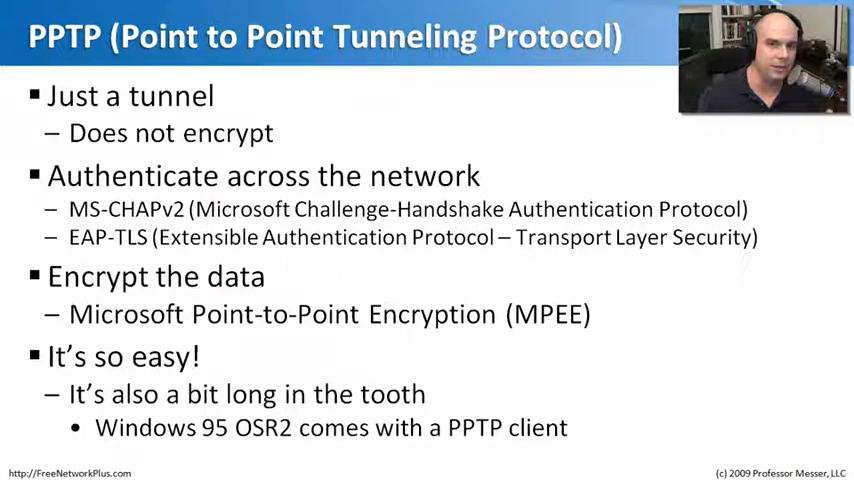 PPTP (Point to Point Tunneling Protocol)
▪ Just a tunnel
– Does not encrypt
▪ Authenticate across the network
– MS-CHAPv2 (Microsoft Challenge-Handshake Authentication Protocol)
– EAP-TLS (Extensible Authentication Protocol – Transport Layer Security)
▪ Encrypt the data
– Microsoft Point-to-Point Encryption (MPEE)
▪ It's so easy!
– It's also a bit long in the tooth
• Windows 95 OSR2 comes with a PPTP client
http://FreeNetworkPlus.com
(c) 2009 Professor Messer, LLC